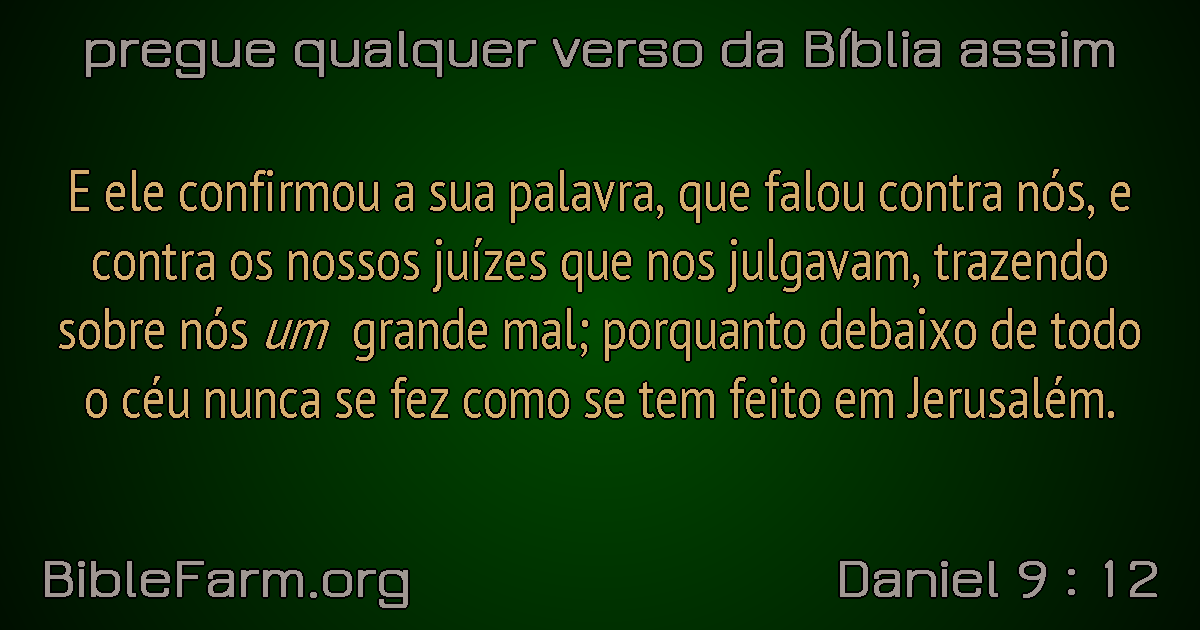 pregue qualquer verso da Bíblia assim
E ele confirmou a sua palavra, que falou contra nós, e
contra os nossos juízes que nos julgavam, trazendo
sobre nós um grande mal; porquanto debaixo de todo
o céu nunca se fez como se tem feito em Jerusalém.
BibleFarm.org
Daniel 9 : 12